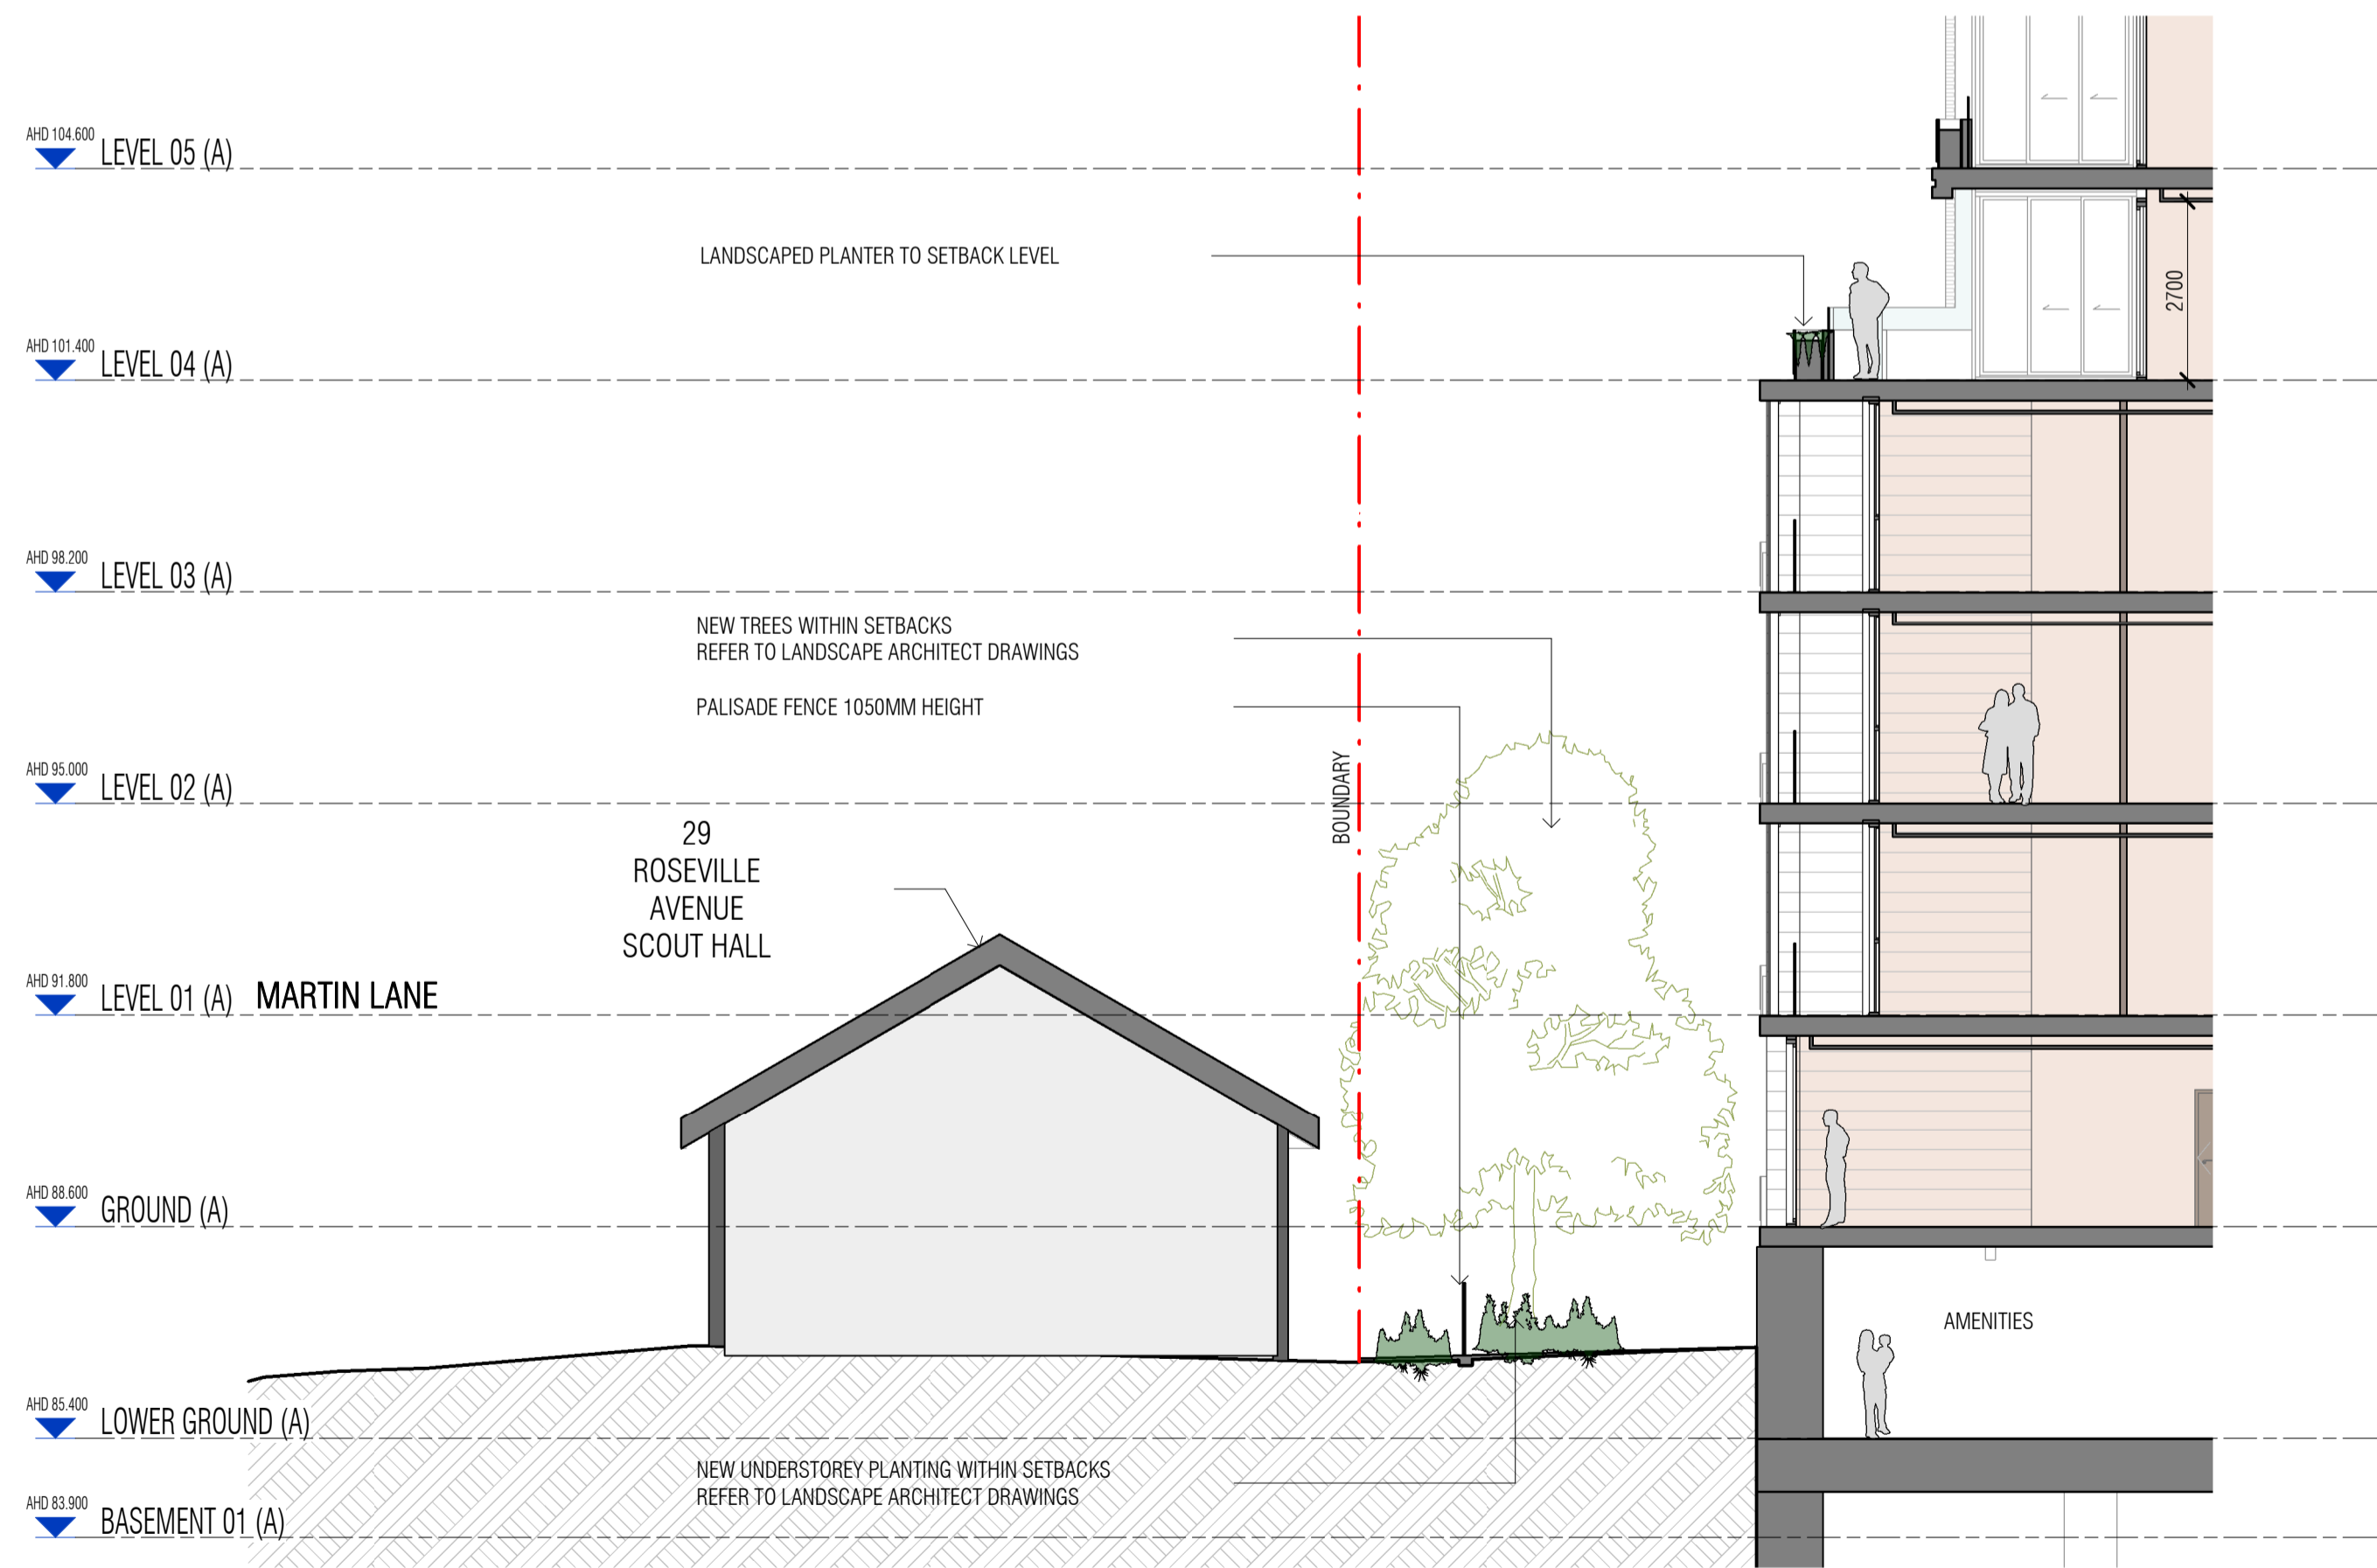 AHD 104.600
LEVEL 05 (A)
LANDSCAPED PLANTER TO SETBACK LEVEL
2700
AHD 101.400
LEVEL 04 (A)
AHD 98.200
LEVEL 03 (A)
NEW TREES WITHIN SETBACKS
REFER TO LANDSCAPE ARCHITECT DRAWINGS
PALISADE FENCE 1050MM HEIGHT
BOUNDARY
AHD 95.000
LEVEL 02 (A)
29
ROSEVILLE
AVENUE
SCOUT HALL
AHD 91.800
LEVEL 01 (A)
MARTIN LANE
AHD 88.600
GROUND (A)
AMENITIES
AHD 85.400
LOWER GROUND (A)
NEW UNDERSTOREY PLANTING WITHIN SETBACKS
REFER TO LANDSCAPE ARCHITECT DRAWINGS
AHD 83.900
BASEMENT 01 (A)